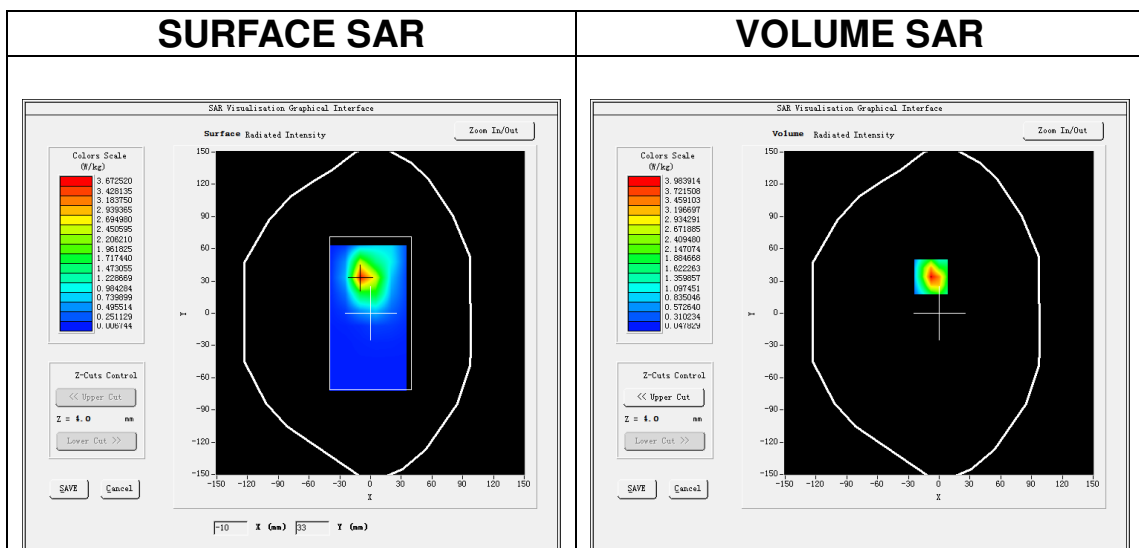 SURFACE SAR
VOLUME SAR
SAR Visualisation Graphical Interface
Surface Radiated Intensity
Zoom In/Out
Colors Scale
(W/kg)
3.672520
3.428135
3.183750
2.939365
2.694980
2.450595
2.206210
1.961825
1.717440
1.473055
1.228669
0.984284
0.739899
0.495514
0.251129
0.006744
Z-Cuts Control
<< Upper Cut
Z = 4.0 mm
Lower Cut >>
SAVE Cancel
150
120
90
60
30
0
-30
-60
-90
-120
-150
Y
-150 -120 -90 -60 -30 0 30 60 90 120 150
X
-10 X (mm) 33 Y (mm)
SAR Visualisation Graphical Interface
Volume Radiated Intensity
Zoom In/Out
Colors Scale
(W/kg)
3.983914
3.721508
3.459103
3.196697
2.934291
2.671885
2.409480
2.147074
1.884668
1.622263
1.359857
1.097451
0.835046
0.572640
0.310234
0.047829
Z-Cuts Control
<< Upper Cut
Z = 4.0 mm
Lower Cut >>
SAVE Cancel
150
120
90
60
30
0
-30
-60
-90
-120
-150
Y
-150 -120 -90 -60 -30 0 30 60 90 120 150
X